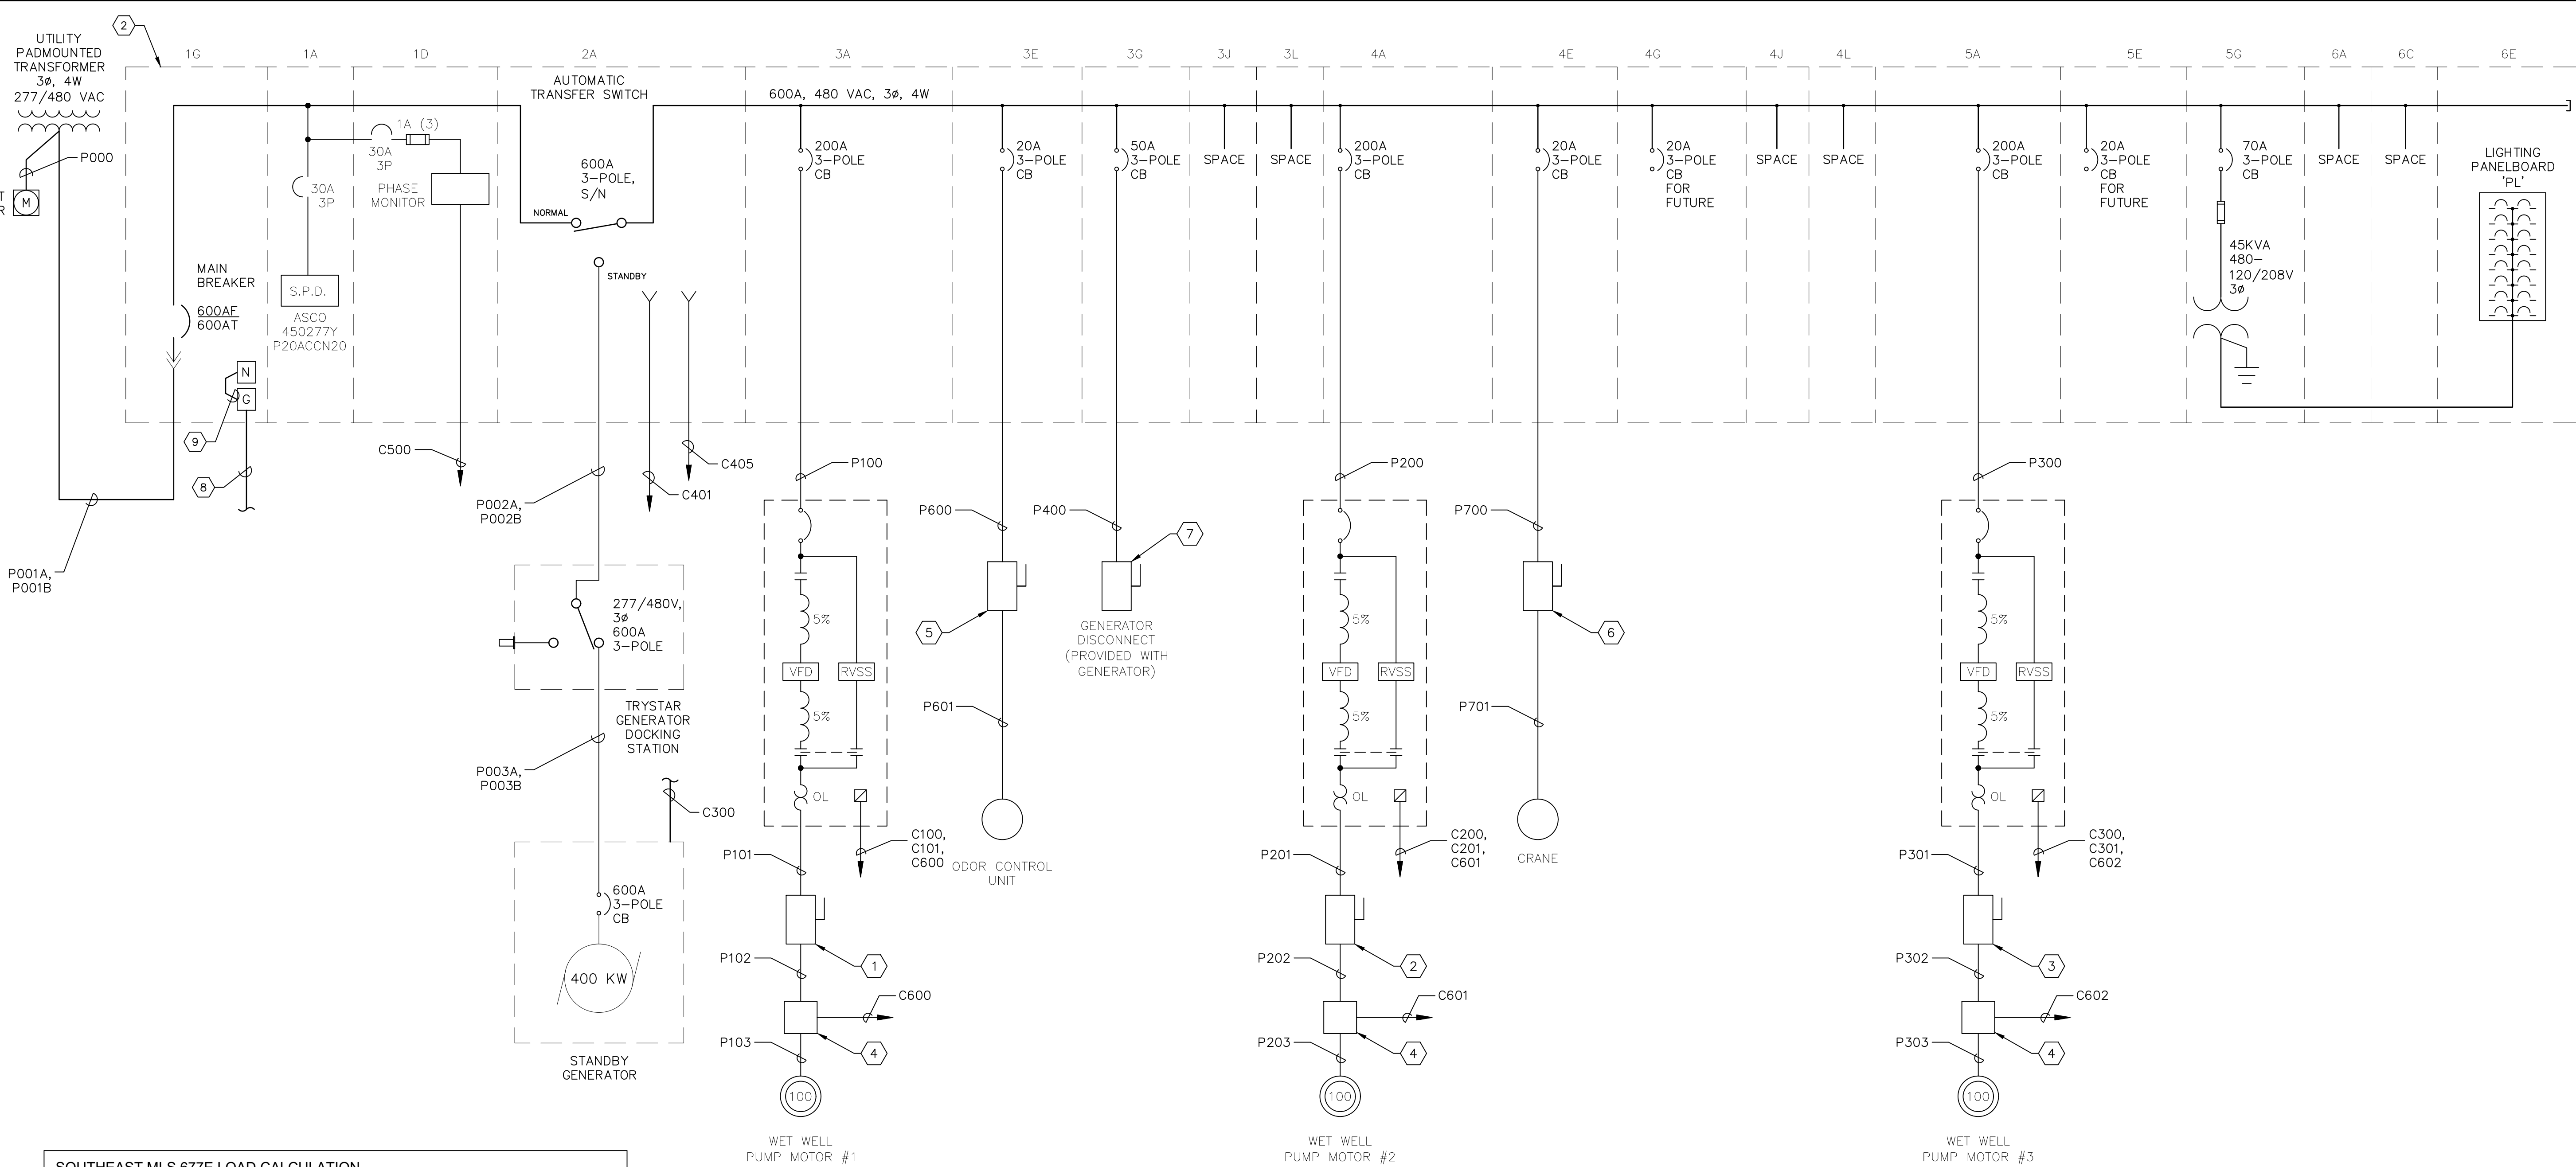 2
UTILITY
PADMOUNTED
TRANSFORMER
3ø, 4W
277/480 VAC
P000
T
R
M
P001A,
P001B
1G
1A
1D
2A
3A
3E
3G
3J
3L
4A
4E
4G
4J
4L
5A
5E
5G
6A
6C
6E
MAIN
BREAKER
600AF
600AT
N
G
9
8
30A
3P
S.P.D.
ASCO
450277Y
P20ACCN20
1A (3)
30A
3P
PHASE
MONITOR
C500
AUTOMATIC
TRANSFER SWITCH
600A
3-POLE,
S/N
NORMAL
STANDBY
C405
C401
P002A,
P002B
277/480V,
3ø
600A
3-POLE
TRYSTAR
GENERATOR
DOCKING
STATION
P003A,
P003B
C300
600A
3-POLE
CB
400 KW
STANDBY
GENERATOR
600A, 480 VAC, 3ø, 4W
200A
3-POLE
CB
P100
5%
VFD
RVSS
5%
OL
C100,
C101,
C600
P101
1
P102
C600
4
P103
100
WET WELL
PUMP MOTOR #1
20A
3-POLE
CB
P600
5
P601
ODOR CONTROL
UNIT
50A
3-POLE
CB
P400
7
GENERATOR
DISCONNECT
(PROVIDED WITH
GENERATOR)
SPACE
SPACE
200A
3-POLE
CB
P200
5%
VFD
RVSS
5%
OL
C200,
C201,
C601
P201
2
P202
C601
4
P203
100
WET WELL
PUMP MOTOR #2
20A
3-POLE
CB
P700
6
P701
CRANE
20A
3-POLE
CB
FOR
FUTURE
SPACE
SPACE
200A
3-POLE
CB
P300
5%
VFD
RVSS
5%
OL
C300,
C301,
C602
P301
3
P302
C602
4
P303
100
WET WELL
PUMP MOTOR #3
20A
3-POLE
CB
FOR
FUTURE
70A
3-POLE
CB
45KVA
480-
120/208V
3ø
SPACE
SPACE
LIGHTING
PANELBOARD
'PL'
SOUTHEAST MLS 677E LOAD CALCULATION